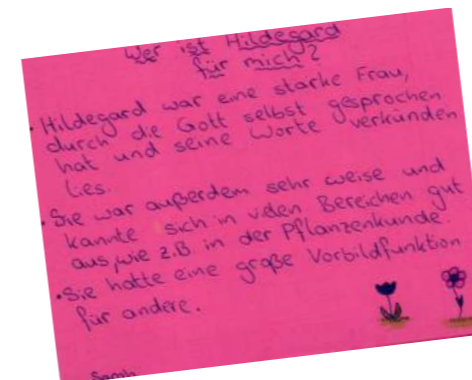 Wer ist Hildegard
für mich?
• Hildegard war eine starke Frau,
durch die Gott selbst gesprochen
hat und seine Worte verkünden
lies.
• Sie war außerdem sehr weise und
kannte sich in vielen Bereichen gut
aus, wie z.B. in der Pflanzenkunde.
• Sie hatte eine große Vorbildfunktion
für andere.
Sarah